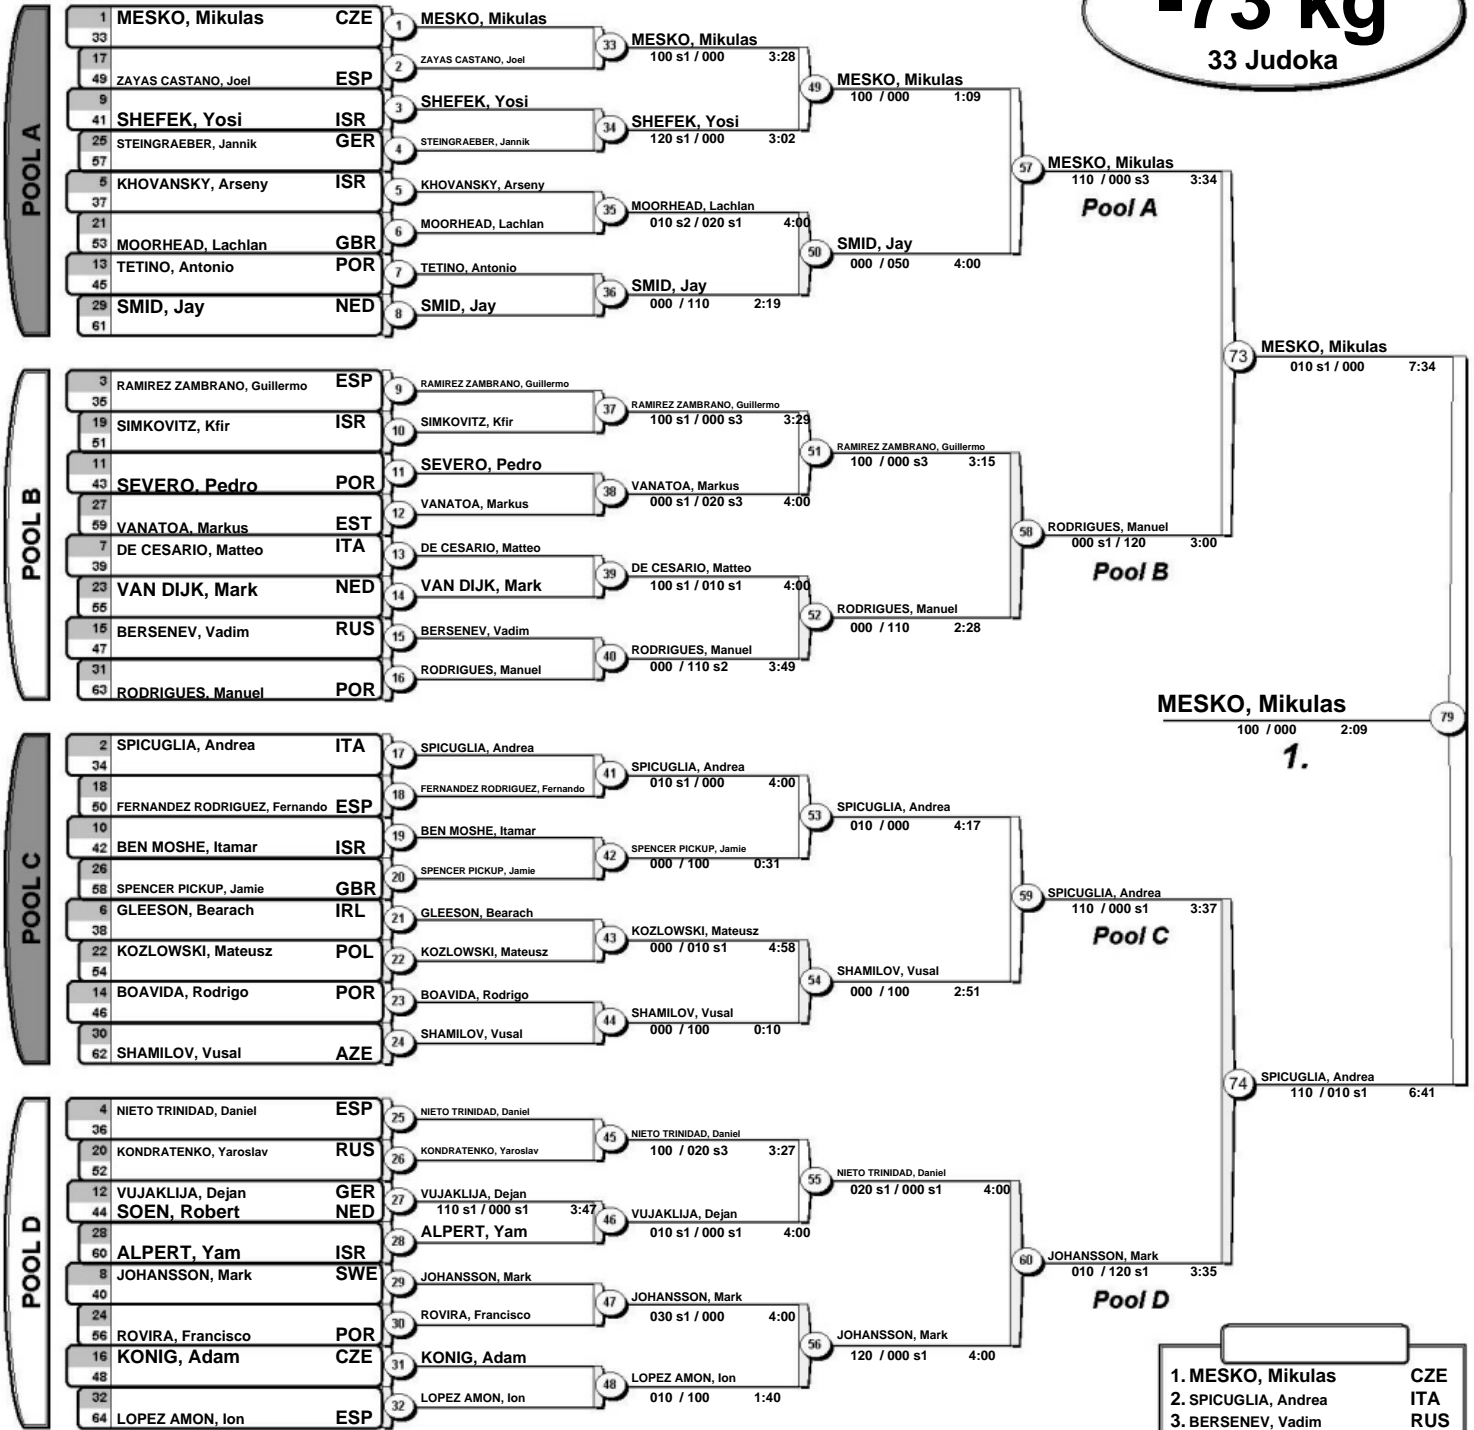 -73 kg
33 Judoka
POOL A
1 MESKO, Mikulas CZE
33
17
49 ZAYAS CASTANO, Joel ESP
9
41 SHEFEK, Yosi ISR
25 STEINGRAEBER, Jannik GER
57
5 KHOVANSKY, Arseny ISR
37
21
53 MOORHEAD, Lachlan GBR
13 TETINO, Antonio POR
45
29 SMID, Jay NED
61
1 MESKO, Mikulas
2 ZAYAS CASTANO, Joel
3 SHEFEK, Yosi
4 STEINGRAEBER, Jannik
5 KHOVANSKY, Arseny
6 MOORHEAD, Lachlan
7 TETINO, Antonio
8 SMID, Jay
33 MESKO, Mikulas
100 s1 / 000 3:28
34 SHEFEK, Yosi
120 s1 / 000 3:02
35 MOORHEAD, Lachlan
010 s2 / 020 s1 4:00
36 SMID, Jay
000 / 110 2:19
49 MESKO, Mikulas
100 / 000 1:09
50 SMID, Jay
000 / 050 4:00
57 MESKO, Mikulas
110 / 000 s3 3:34
Pool A
POOL B
3 RAMIREZ ZAMBRANO, Guillermo ESP
35
19 SIMKOVITZ, Kfir ISR
51
11
43 SEVERO, Pedro POR
27
59 VANATOA, Markus EST
7 DE CESARIO, Matteo ITA
39
23 VAN DIJK, Mark NED
55
15 BERSENEV, Vadim RUS
47
31
63 RODRIGUES, Manuel POR
9 RAMIREZ ZAMBRANO, Guillermo
10 SIMKOVITZ, Kfir
11 SEVERO, Pedro
12 VANATOA, Markus
13 DE CESARIO, Matteo
14 VAN DIJK, Mark
15 BERSENEV, Vadim
16 RODRIGUES, Manuel
37 RAMIREZ ZAMBRANO, Guillermo
100 s1 / 000 s3 3:29
38 VANATOA, Markus
000 s1 / 020 s3 4:00
39 DE CESARIO, Matteo
100 s1 / 010 s1 4:00
40 RODRIGUES, Manuel
000 / 110 s2 3:49
51 RAMIREZ ZAMBRANO, Guillermo
100 / 000 s3 3:15
52 RODRIGUES, Manuel
000 / 110 2:28
58 RODRIGUES, Manuel
000 s1 / 120 3:00
Pool B
73 MESKO, Mikulas
010 s1 / 000 7:34
MESKO, Mikulas 79
100 / 000 2:09
1.
POOL C
2 SPICUGLIA, Andrea ITA
34
18
50 FERNANDEZ RODRIGUEZ, Fernando ESP
10
42 BEN MOSHE, Itamar ISR
26
58 SPENCER PICKUP, Jamie GBR
6 GLEESON, Bearach IRL
38
22 KOZLOWSKI, Mateusz POL
54
14 BOAVIDA, Rodrigo POR
46
30
62 SHAMILOV, Vusal AZE
17 SPICUGLIA, Andrea
18 FERNANDEZ RODRIGUEZ, Fernando
19 BEN MOSHE, Itamar
20 SPENCER PICKUP, Jamie
21 GLEESON, Bearach
22 KOZLOWSKI, Mateusz
23 BOAVIDA, Rodrigo
24 SHAMILOV, Vusal
41 SPICUGLIA, Andrea
010 s1 / 000 4:00
42 SPENCER PICKUP, Jamie
000 / 100 0:31
43 KOZLOWSKI, Mateusz
000 / 010 s1 4:58
44 SHAMILOV, Vusal
000 / 100 0:10
53 SPICUGLIA, Andrea
010 / 000 4:17
54 SHAMILOV, Vusal
000 / 100 2:51
59 SPICUGLIA, Andrea
110 / 000 s1 3:37
Pool C
POOL D
4 NIETO TRINIDAD, Daniel ESP
36
20 KONDRATENKO, Yaroslav RUS
52
12 VUJAKLIJA, Dejan GER
44 SOEN, Robert NED
28
60 ALPERT, Yam ISR
8 JOHANSSON, Mark SWE
40
24
56 ROVIRA, Francisco POR
16 KONIG, Adam CZE
48
32
64 LOPEZ AMON, Ion ESP
25 NIETO TRINIDAD, Daniel
26 KONDRATENKO, Yaroslav
27 VUJAKLIJA, Dejan
110 s1 / 000 s1 3:47
28 ALPERT, Yam
29 JOHANSSON, Mark
30 ROVIRA, Francisco
31 KONIG, Adam
32 LOPEZ AMON, Ion
45 NIETO TRINIDAD, Daniel
100 / 020 s3 3:27
46 VUJAKLIJA, Dejan
010 s1 / 000 s1 4:00
47 JOHANSSON, Mark
030 s1 / 000 4:00
48 LOPEZ AMON, Ion
010 / 100 1:40
55 NIETO TRINIDAD, Daniel
020 s1 / 000 s1 4:00
56 JOHANSSON, Mark
120 / 000 s1 4:00
60 JOHANSSON, Mark
010 / 120 s1 3:35
Pool D
74 SPICUGLIA, Andrea
110 / 010 s1 6:41
1. MESKO, Mikulas CZE
2. SPICUGLIA, Andrea ITA
3. BERSENEV, Vadim RUS